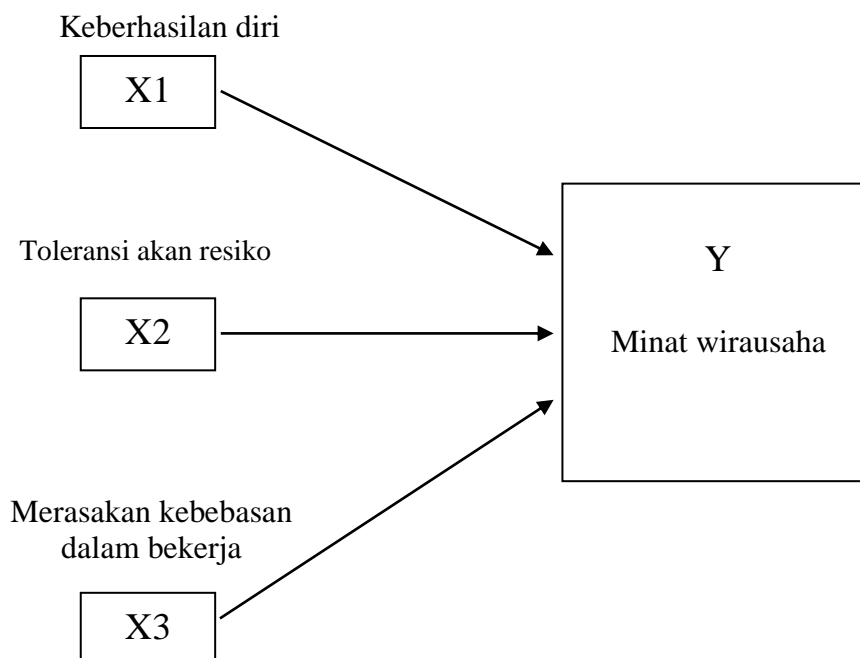 Keberhasilan diri
X1
Toleransi akan resiko
X2
Y
Minat wirausaha
Merasakan kebebasan
dalam bekerja
X3